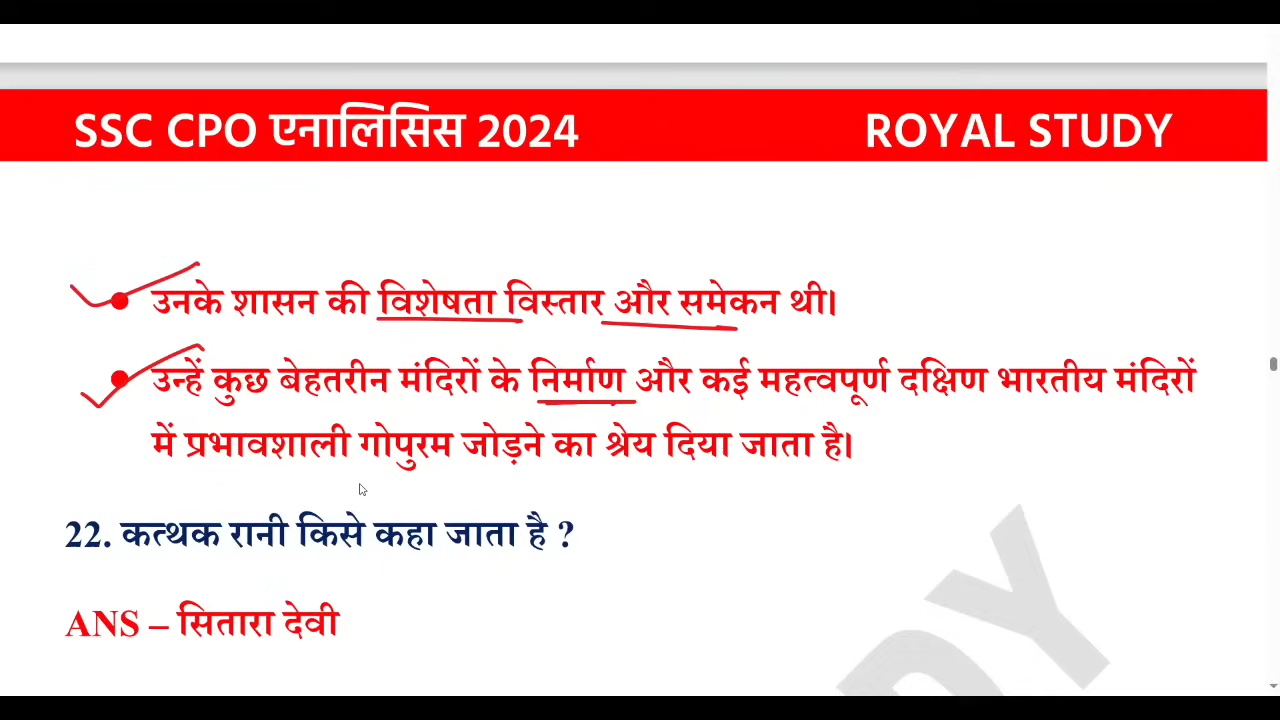 SSC CPO एनालिसिस 2024 ROYAL STUDY
उनके शासन की विशेषता विस्तार और समेकन थी।
उन्हें कुछ बेहतरीन मंदिरों के निर्माण और कई महत्वपूर्ण दक्षिण भारतीय मंदिरों
में प्रभावशाली गोपुरम जोड़ने का श्रेय दिया जाता है।
22. कत्थक रानी किसे कहा जाता है ?
ANS – सितारा देवी